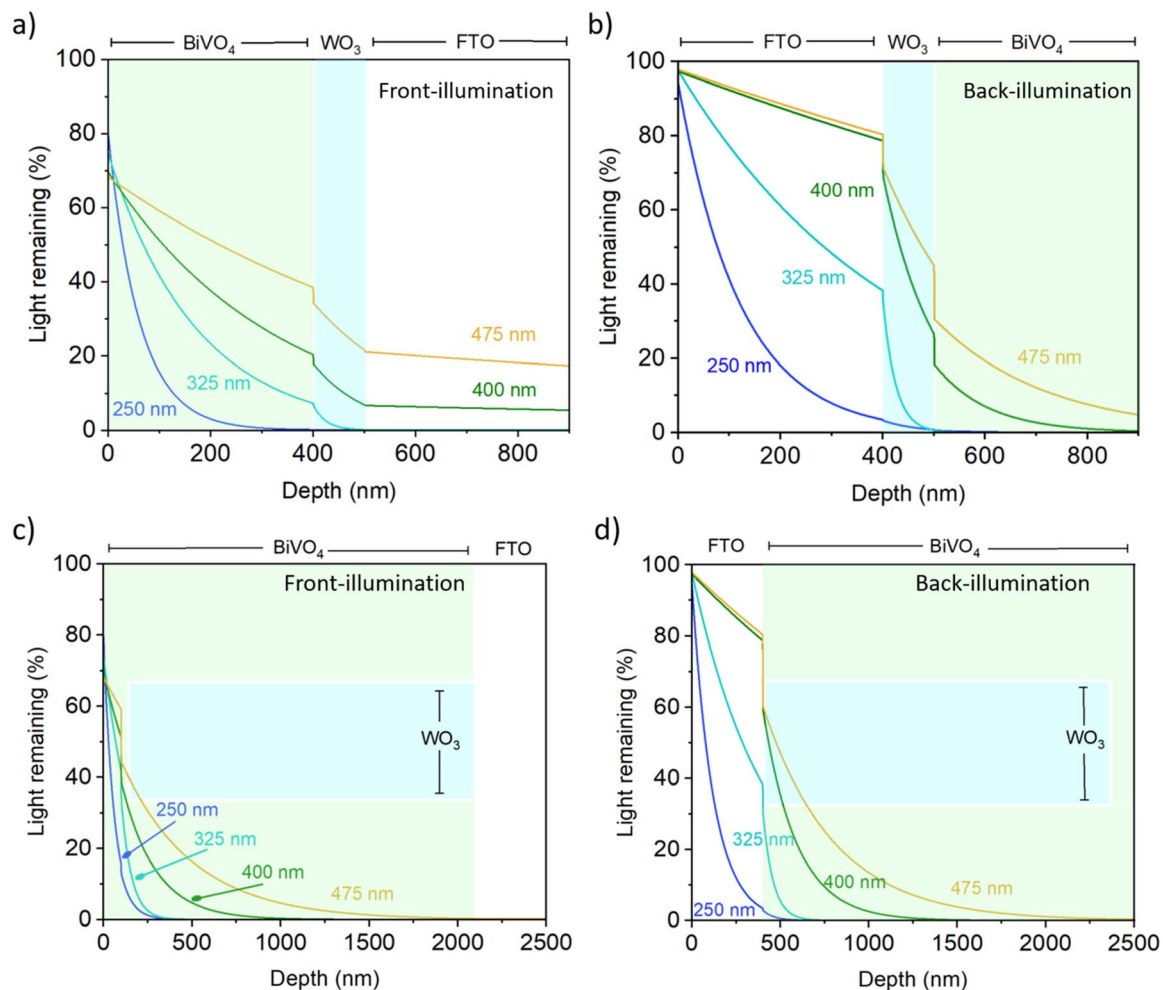 a)
BiVO₄ WO₃ FTO
100
80
60
40
20
0
Light remaining (%)
Front-illumination
250 nm
325 nm
400 nm
475 nm
0 200 400 600 800
Depth (nm)
b)
FTO WO₃ BiVO₄
100
80
60
40
20
0
Light remaining (%)
Back-illumination
400 nm
325 nm
250 nm
475 nm
0 200 400 600 800
Depth (nm)
c)
BiVO₄ FTO
100
80
60
40
20
0
Light remaining (%)
Front-illumination
WO₃
250 nm
325 nm
400 nm
475 nm
0 500 1000 1500 2000 2500
Depth (nm)
d)
FTO BiVO₄
100
80
60
40
20
0
Light remaining (%)
Back-illumination
WO₃
325 nm
400 nm
475 nm
250 nm
0 500 1000 1500 2000 2500
Depth (nm)